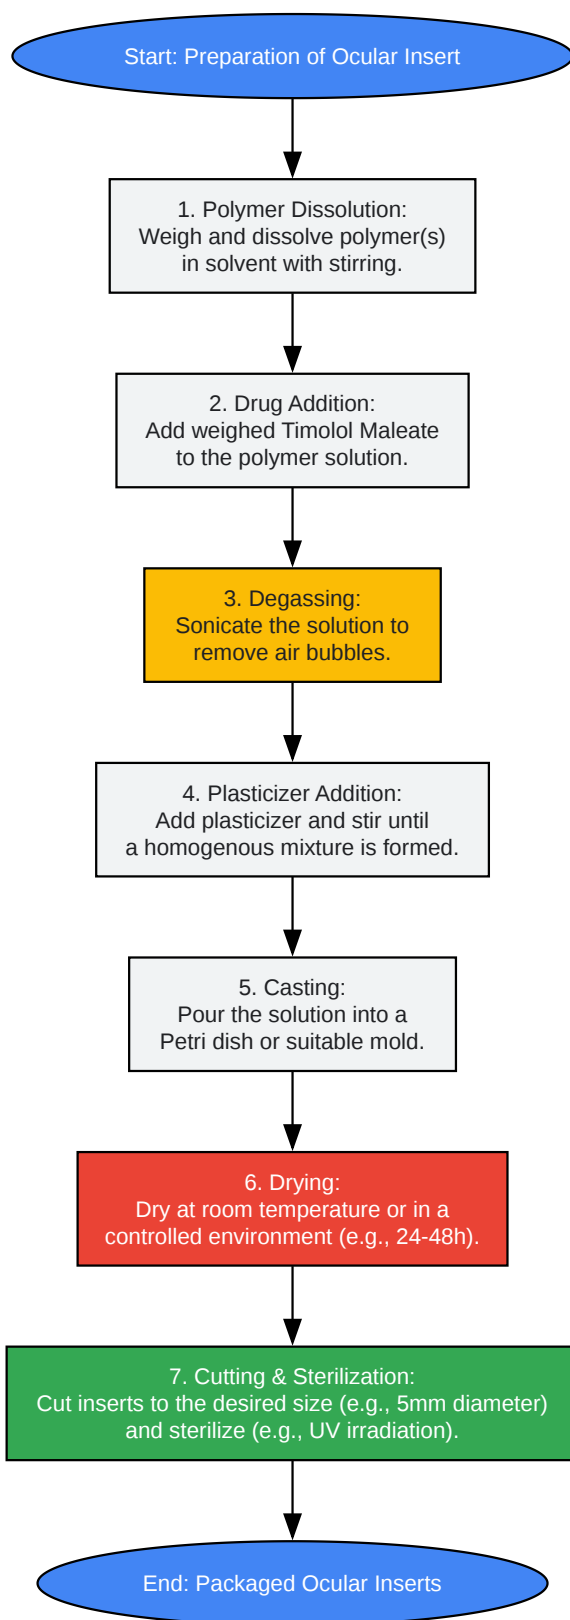 Start: Preparation of Ocular Insert
1. Polymer Dissolution:
Weigh and dissolve polymer(s)
in solvent with stirring.
2. Drug Addition:
Add weighed Timolol Maleate
to the polymer solution.
3. Degassing:
Sonicate the solution to
remove air bubbles.
4. Plasticizer Addition:
Add plasticizer and stir until
a homogenous mixture is formed.
5. Casting:
Pour the solution into a
Petri dish or suitable mold.
6. Drying:
Dry at room temperature or in a
controlled environment (e.g., 24-48h).
7. Cutting & Sterilization:
Cut inserts to the desired size (e.g., 5mm diameter)
and sterilize (e.g., UV irradiation).
End: Packaged Ocular Inserts